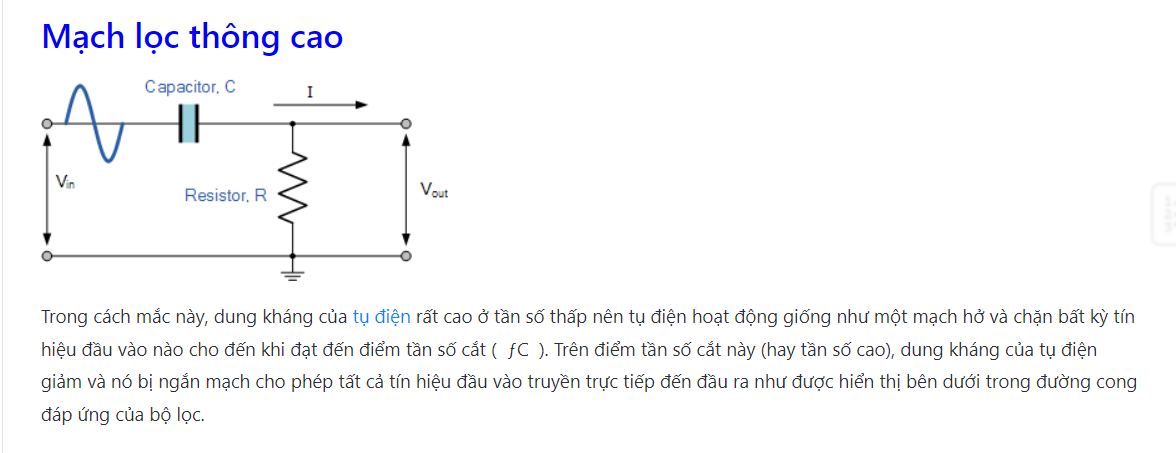 Mạch lọc thông cao
Capacitor, C
I
Vin
Resistor, R
Vout
Trong cách mắc này, dung kháng của tụ điện rất cao ở tần số thấp nên tụ điện hoạt động giống như một mạch hở và chặn bất kỳ tín
hiệu đầu vào nào cho đến khi đạt đến điểm tần số cắt ( ƒC ). Trên điểm tần số cắt này (hay tần số cao), dung kháng của tụ điện
giảm và nó bị ngắn mạch cho phép tất cả tín hiệu đầu vào truyền trực tiếp đến đầu ra như được hiển thị bên dưới trong đường cong
đáp ứng của bộ lọc.